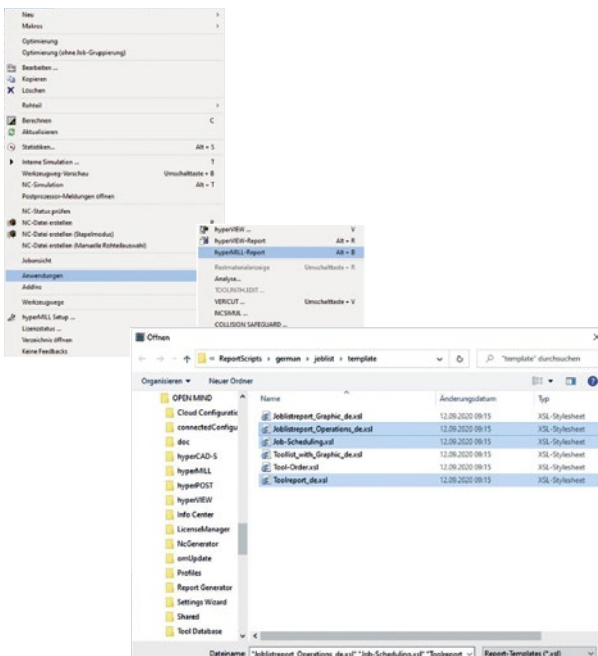 Neu
Makros
Optimierung
Optimierung (ohne Job-Gruppierung)
Bearbeiten ...
Kopieren
Löschen
Rohteil
Berechnen C
Aktualisieren
Statistiken... Alt + S
Interne Simulation ... T
Werkzeugweg-Vorschau Umschalttaste + B
NC-Simulation Alt + T
Postprozessor-Meldungen öffnen
NC-Status prüfen
NC-Datei erstellen
NC-Datei erstellen (Stapelmodus)
NC-Datei erstellen (Manuelle Rohteilauswahl)
Jobansicht
Anwendungen
AddIns
Werkzeugwege
hyperMILL Setup ...
Lizenzstatus ...
Verzeichnis öffnen
Keine Feedbacks
hyperVIEW ... V
hyperVIEW-Report Alt + R
hyperMILL-Report Alt + B
Restmaterialanzeige Umschalttaste + R
Analyse...
TOOLPATH.EDIT ...
VERICUT ... Umschalttaste + V
NCSIMUL ...
COLLISION SAFEGUARD ...
Öffnen
« ReportScripts › german › joblist › template
"template" durchsuchen
Organisieren Neuer Ordner
Name Änderungsdatum Typ
OPEN MIND
Cloud Configuratic
connectedConfigu
doc
hyperCAD-S
hyperMILL
hyperPOST
hyperVIEW
Info Center
LicenseManager
NcGenerator
omUpdate
Profiles
Report Generator
Settings Wizard
Shared
Tool Database
Joblistreport_Graphic_de.xsl 12.09.2020 09:15 XSL-Stylesheet
Joblistreport_Operations_de.xsl 12.09.2020 09:15 XSL-Stylesheet
Job-Scheduling.xsl 12.09.2020 09:15 XSL-Stylesheet
Toollist_with_Graphic_de.xsl 12.09.2020 09:15 XSL-Stylesheet
Tool-Order.xsl 12.09.2020 09:15 XSL-Stylesheet
Toolreport_de.xsl 12.09.2020 09:15 XSL-Stylesheet
Dateiname: "Joblistreport_Operations_de.xsl" "Job-Scheduling.xsl" "Toolreport Report-Templates (*.xsl)